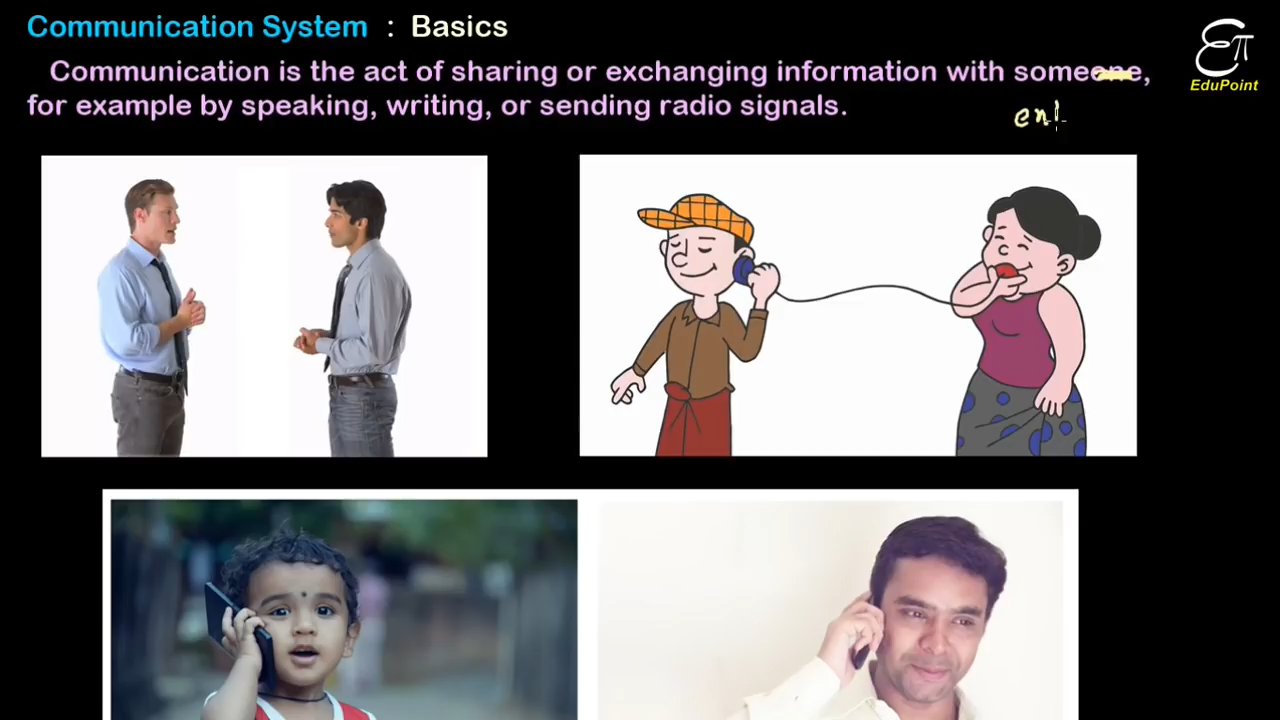 Communication System : Basics
Communication is the act of sharing or exchanging information with someone,
for example by speaking, writing, or sending radio signals.
επ
EduPoint